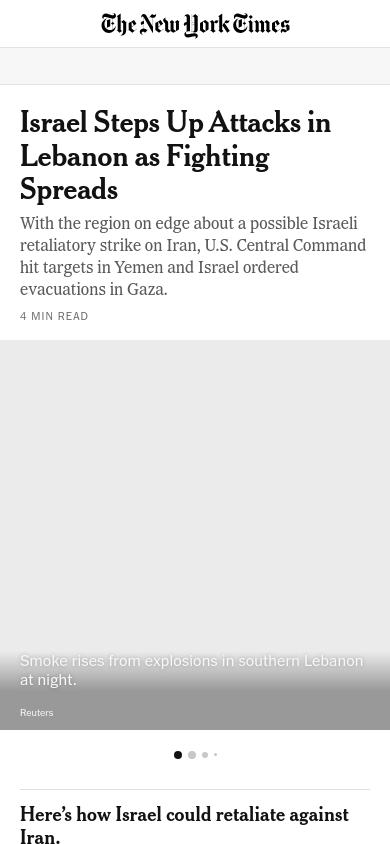 The New York Times
Israel Steps Up Attacks in
Lebanon as Fighting
Spreads
With the region on edge about a possible Israeli
retaliatory strike on Iran, U.S. Central Command
hit targets in Yemen and Israel ordered
evacuations in Gaza.
4 MIN READ
Smoke rises from explosions in southern Lebanon
at night.
Reuters
Here’s how Israel could retaliate against
Iran.